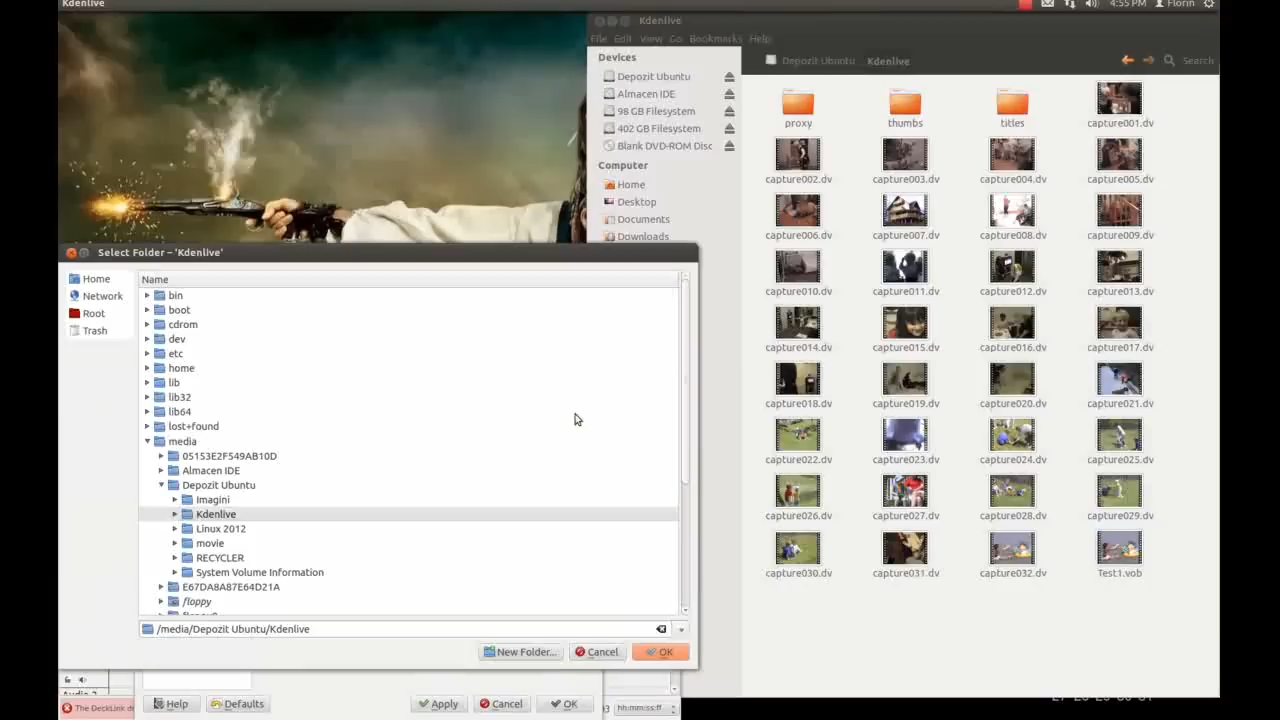 Kdenlive
4:55 PM Florin
Kdenlive
File Edit View Go Bookmarks Help
Devices
Depozit Ubuntu
Almacen IDE
98 GB Filesystem
402 GB Filesystem
Blank DVD-ROM Disc
Computer
Home
Desktop
Documents
Downloads
Depozit Ubuntu Kdenlive Search
proxy thumbs titles capture001.dv
capture002.dv capture003.dv capture004.dv capture005.dv
capture006.dv capture007.dv capture008.dv capture009.dv
capture010.dv capture011.dv capture012.dv capture013.dv
capture014.dv capture015.dv capture016.dv capture017.dv
capture018.dv capture019.dv capture020.dv capture021.dv
capture022.dv capture023.dv capture024.dv capture025.dv
capture026.dv capture027.dv capture028.dv capture029.dv
capture030.dv capture031.dv capture032.dv Test1.vob
Select Folder – 'Kdenlive'
Home
Network
Root
Trash
Name
bin
boot
cdrom
dev
etc
home
lib
lib32
lib64
lost+found
media
05153E2F549AB10D
Almacen IDE
Depozit Ubuntu
Imagini
Kdenlive
Linux 2012
movie
RECYCLER
System Volume Information
E67DA8A87E64D21A
floppy
/media/Depozit Ubuntu/Kdenlive
New Folder... Cancel OK
Audio 2
The DeckLink
Help Defaults Apply Cancel OK
hh:mm:ss:ff